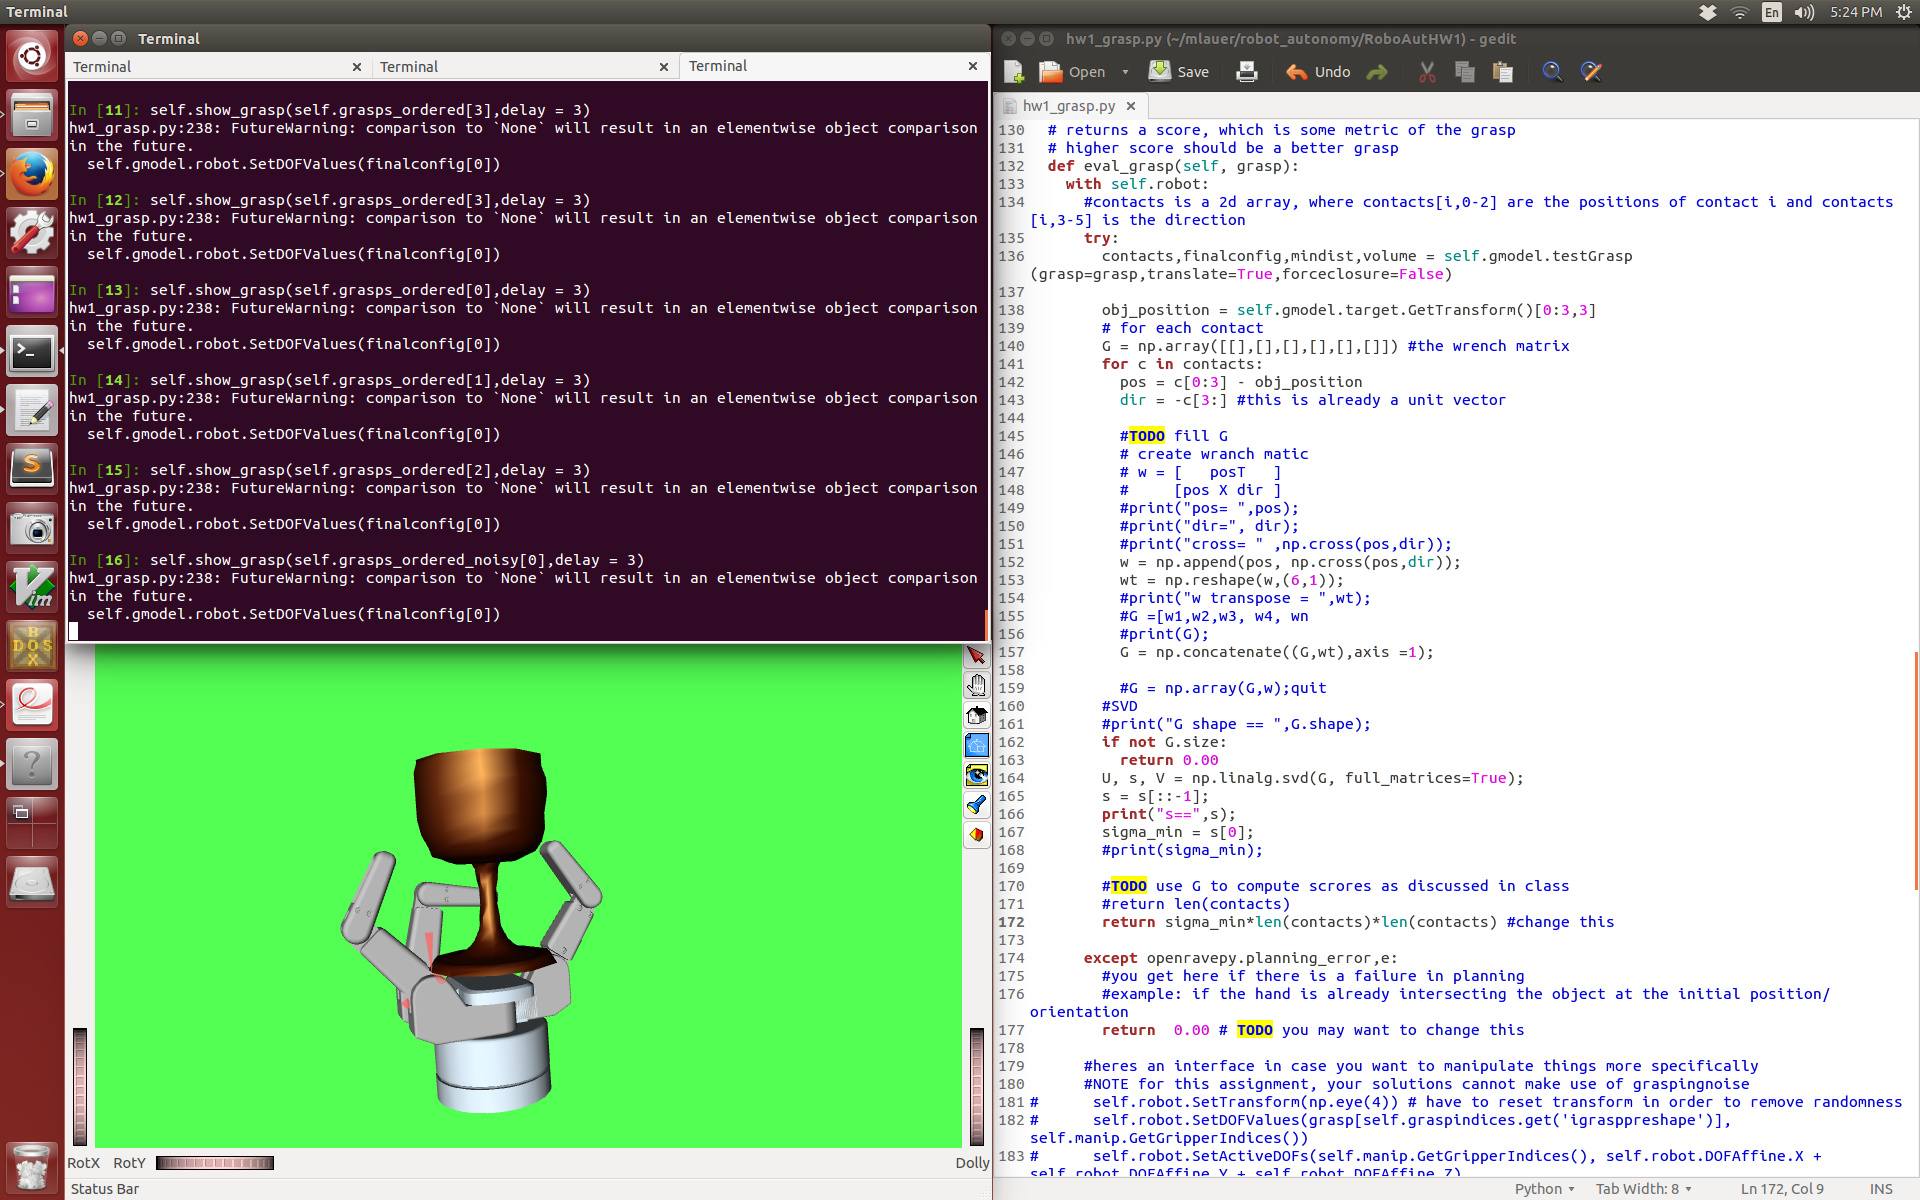 Terminal
En
5:24 PM
Terminal
Terminal
Terminal
Terminal
In [11]: self.show_grasp(self.grasps_ordered[3],delay = 3)
hw1_grasp.py:238: FutureWarning: comparison to `None` will result in an elementwise object comparison
in the future.
self.gmodel.robot.SetDOFValues(finalconfig[0])
In [12]: self.show_grasp(self.grasps_ordered[3],delay = 3)
hw1_grasp.py:238: FutureWarning: comparison to `None` will result in an elementwise object comparison
in the future.
self.gmodel.robot.SetDOFValues(finalconfig[0])
In [13]: self.show_grasp(self.grasps_ordered[0],delay = 3)
hw1_grasp.py:238: FutureWarning: comparison to `None` will result in an elementwise object comparison
in the future.
self.gmodel.robot.SetDOFValues(finalconfig[0])
In [14]: self.show_grasp(self.grasps_ordered[1],delay = 3)
hw1_grasp.py:238: FutureWarning: comparison to `None` will result in an elementwise object comparison
in the future.
self.gmodel.robot.SetDOFValues(finalconfig[0])
In [15]: self.show_grasp(self.grasps_ordered[2],delay = 3)
hw1_grasp.py:238: FutureWarning: comparison to `None` will result in an elementwise object comparison
in the future.
self.gmodel.robot.SetDOFValues(finalconfig[0])
In [16]: self.show_grasp(self.grasps_ordered_noisy[0],delay = 3)
hw1_grasp.py:238: FutureWarning: comparison to `None` will result in an elementwise object comparison
in the future.
self.gmodel.robot.SetDOFValues(finalconfig[0])
RotX RotY
Dolly
Status Bar
hw1_grasp.py (~/mlauer/robot_autonomy/RoboAutHW1) - gedit
Open Save Undo
hw1_grasp.py
130 # returns a score, which is some metric of the grasp
131 # higher score should be a better grasp
132 def eval_grasp(self, grasp):
133 with self.robot:
134 #contacts is a 2d array, where contacts[i,0-2] are the positions of contact i and contacts
[i,3-5] is the direction
135 try:
136 contacts,finalconfig,mindist,volume = self.gmodel.testGrasp
(grasp=grasp,translate=True,forceclosure=False)
137
138 obj_position = self.gmodel.target.GetTransform()[0:3,3]
139 # for each contact
140 G = np.array([[],[],[],[],[],[]]) #the wrench matrix
141 for c in contacts:
142 pos = c[0:3] - obj_position
143 dir = -c[3:] #this is already a unit vector
144
145 #TODO fill G
146 # create wranch matic
147 # w = [ posT ]
148 # [pos X dir ]
149 #print("pos= ",pos);
150 #print("dir=", dir);
151 #print("cross= " ,np.cross(pos,dir));
152 w = np.append(pos, np.cross(pos,dir));
153 wt = np.reshape(w,(6,1));
154 #print("w transpose = ",wt);
155 #G =[w1,w2,w3, w4, wn
156 #print(G);
157 G = np.concatenate((G,wt),axis =1);
158
159 #G = np.array(G,w);quit
160 #SVD
161 #print("G shape == ",G.shape);
162 if not G.size:
163 return 0.00
164 U, s, V = np.linalg.svd(G, full_matrices=True);
165 s = s[::-1];
166 print("s==",s);
167 sigma_min = s[0];
168 #print(sigma_min);
169
170 #TODO use G to compute scrores as discussed in class
171 #return len(contacts)
172 return sigma_min*len(contacts)*len(contacts) #change this
173
174 except openravepy.planning_error,e:
175 #you get here if there is a failure in planning
176 #example: if the hand is already intersecting the object at the initial position/
orientation
177 return 0.00 # TODO you may want to change this
178
179 #heres an interface in case you want to manipulate things more specifically
180 #NOTE for this assignment, your solutions cannot make use of graspingnoise
181 # self.robot.SetTransform(np.eye(4)) # have to reset transform in order to remove randomness
182 # self.robot.SetDOFValues(grasp[self.graspindices.get('igrasppreshape')],
self.manip.GetGripperIndices())
183 # self.robot.SetActiveDOFs(self.manip.GetGripperIndices(), self.robot.DOFAffine.X +
self.robot.DOFAffine.Y + self.robot.DOFAffine.Z)
Python Tab Width: 8 Ln 172, Col 9 INS